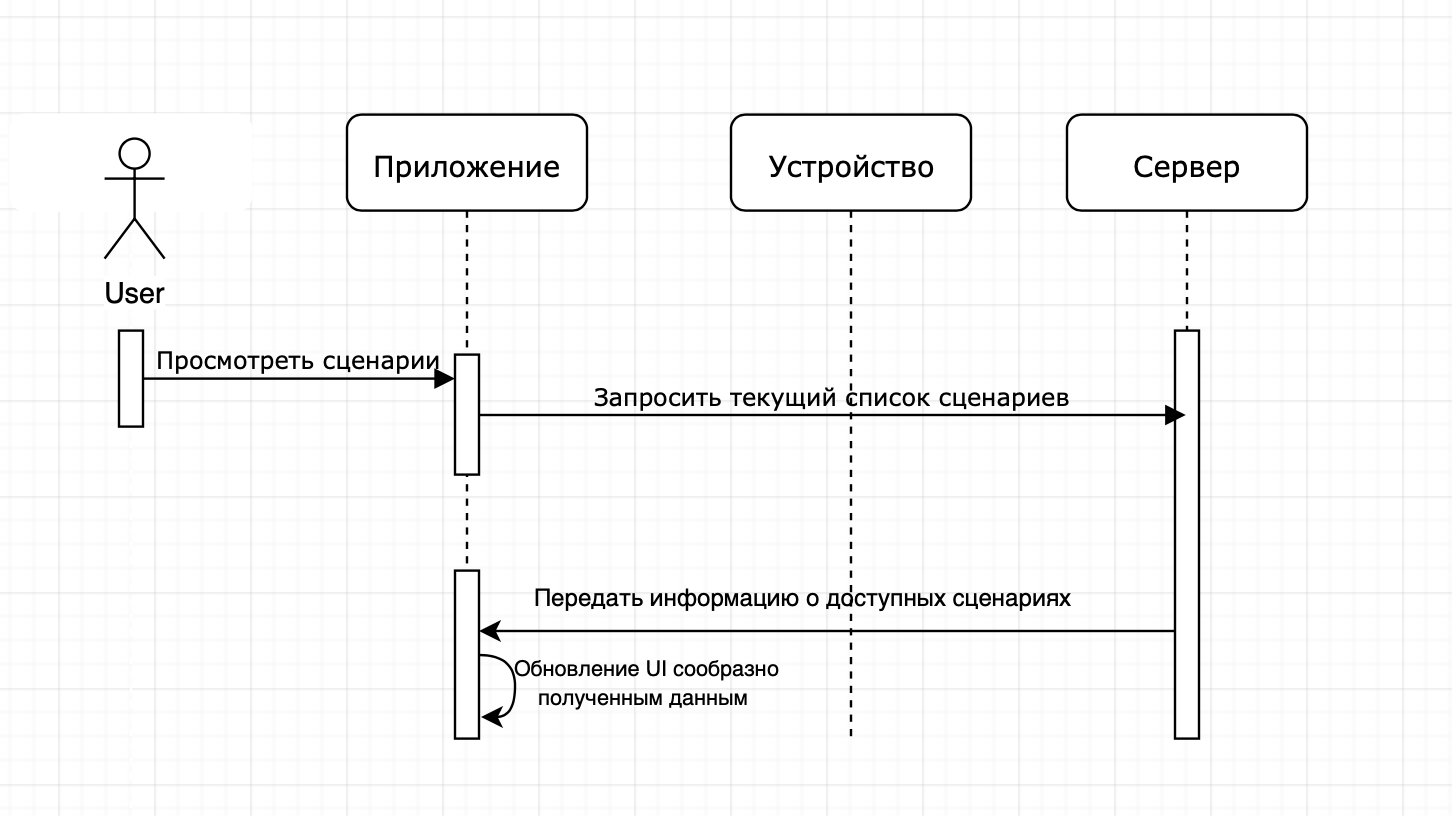 Приложение
Устройство
Сервер
User
Просмотреть сценарии
Запросить текущий список сценариев
Передать информацию о доступных сценариях
Обновление UI сообразно
полученным данным